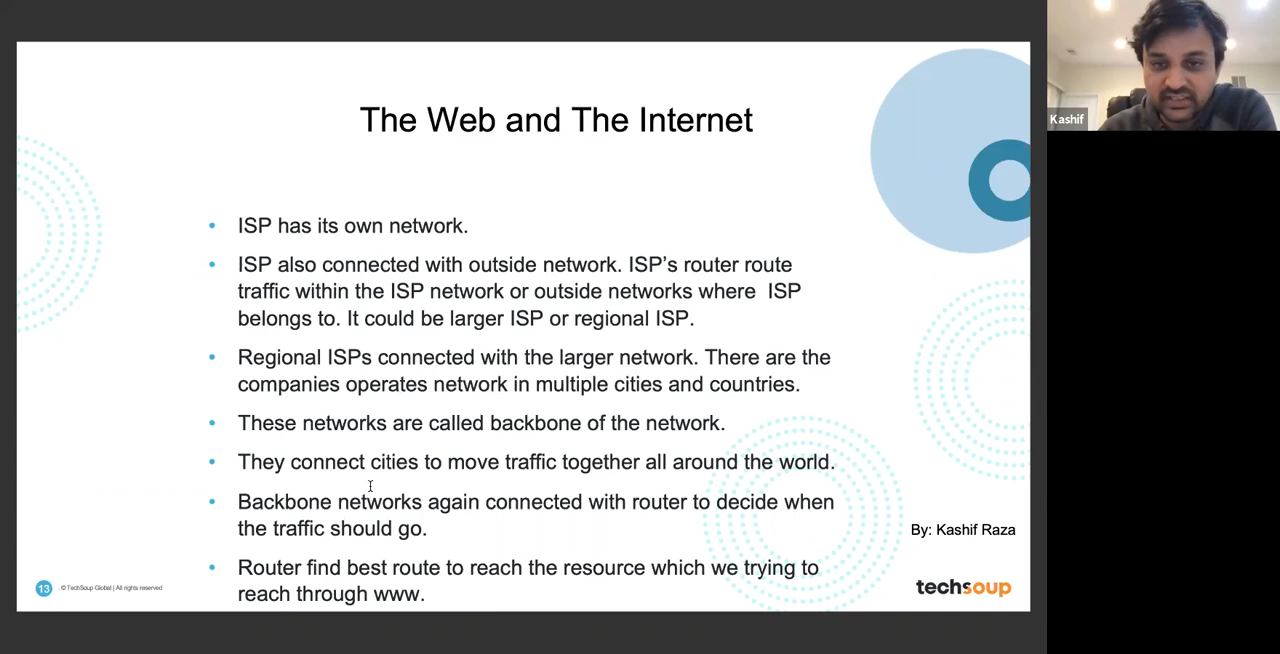 The Web and The Internet
• ISP has its own network.
• ISP also connected with outside network. ISP's router route
traffic within the ISP network or outside networks where ISP
belongs to. It could be larger ISP or regional ISP.
• Regional ISPs connected with the larger network. There are the
companies operates network in multiple cities and countries.
• These networks are called backbone of the network.
• They connect cities to move traffic together all around the world.
• Backbone networks again connected with router to decide when
the traffic should go.
• Router find best route to reach the resource which we trying to
reach through www.
By: Kashif Raza
13 . © TechSoup Global | All rights reserved
techsoup
Kashif